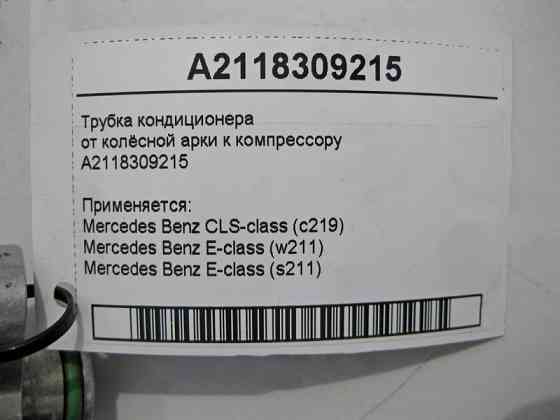 A2118309215
Трубка кондиционера
от колёсной арки к компрессору
A2118309215
Применяется:
Mercedes Benz CLS-class (c219)
Mercedes Benz E-class (w211)
Mercedes Benz E-class (s211)